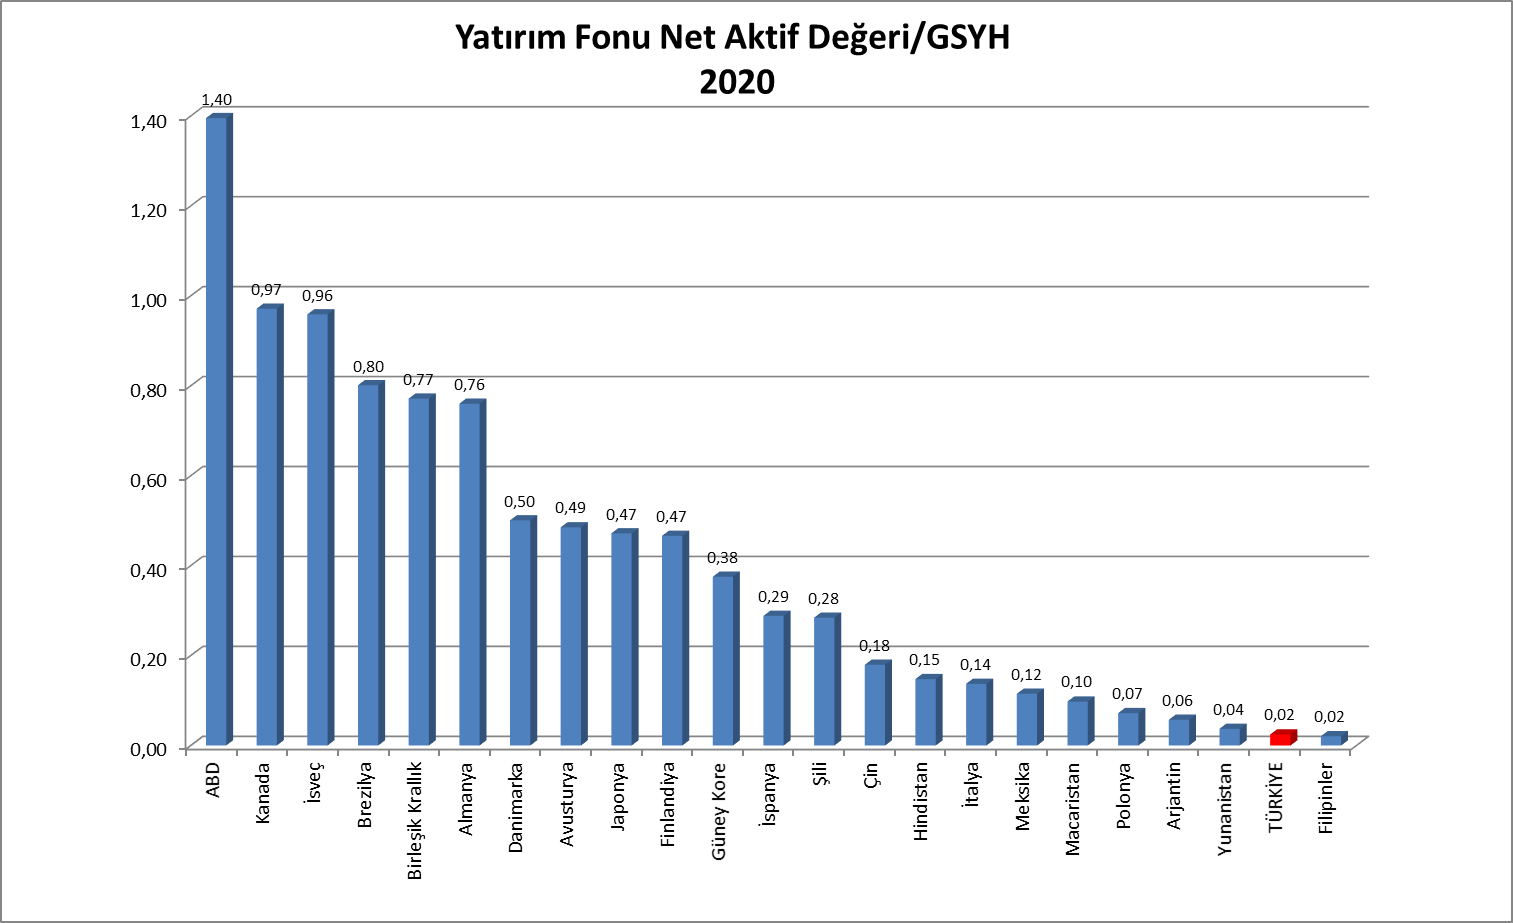 Yatırım Fonu Net Aktif Değeri/GSYH
2020
1,40
1,20
1,00
0,80
0,60
0,40
0,20
0,00
1,40
0,97
0,96
0,80
0,77
0,76
0,50
0,49
0,47
0,47
0,38
0,29
0,28
0,18
0,15
0,14
0,12
0,10
0,07
0,06
0,04
0,02
0,02
ABD
Kanada
İsveç
Brezilya
Birleşik Krallık
Almanya
Danimarka
Avusturya
Japonya
Finlandiya
Güney Kore
İspanya
Şili
Çin
Hindistan
İtalya
Meksika
Macaristan
Polonya
Arjantin
Yunanistan
TÜRKİYE
Filipinler